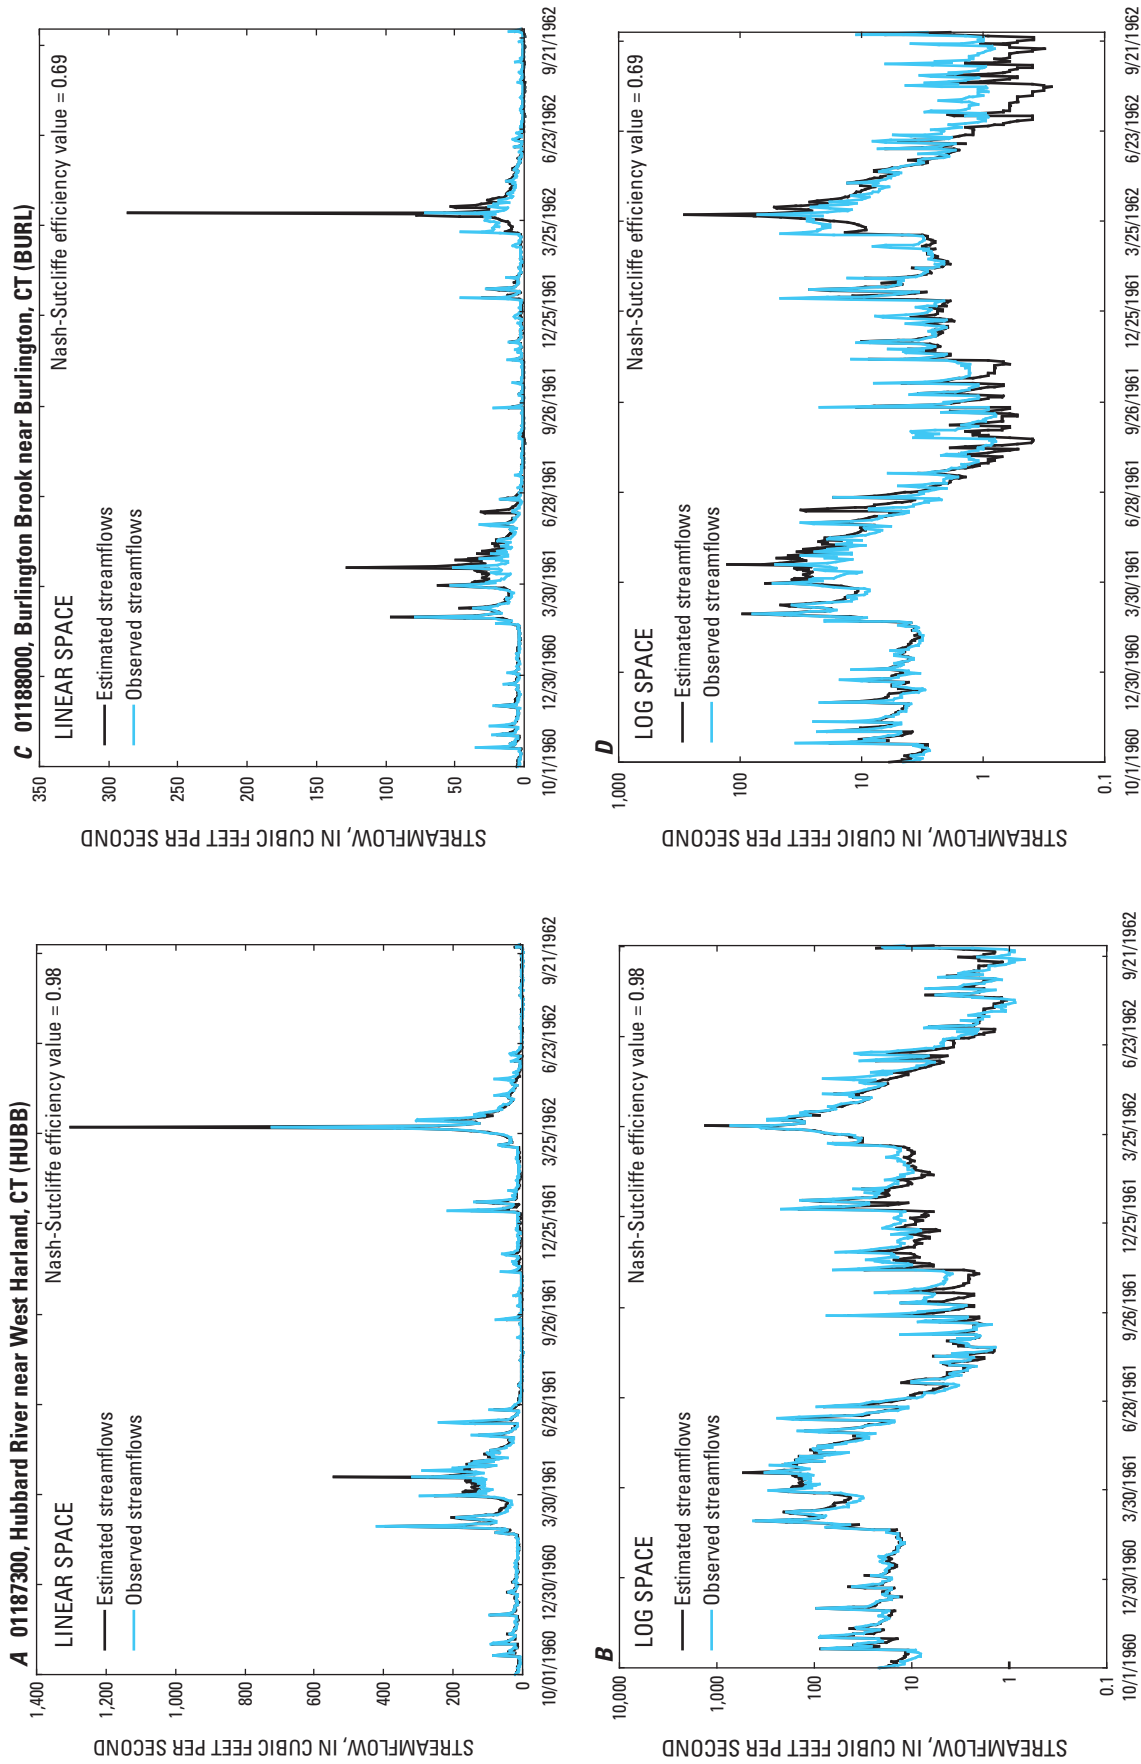 A 01187300, Hubbard River near West Harland, CT (HUBB)
1,400
1,200
1,000
800
600
400
200
0
STREAMFLOW, IN CUBIC FEET PER SECOND
LINEAR SPACE
Estimated streamflows
Observed streamflows
Nash-Sutcliffe efficiency value = 0.98
10/01/1960 12/30/1960 3/30/1961 6/28/1961 9/26/1961 12/25/1961 3/25/1962 6/23/1962 9/21/1962
B
10,000
1,000
100
10
1
0.1
STREAMFLOW, IN CUBIC FEET PER SECOND
LOG SPACE
Estimated streamflows
Observed streamflows
Nash-Sutcliffe efficiency value = 0.98
10/1/1960 12/30/1960 3/30/1961 6/28/1961 9/26/1961 12/25/1961 3/25/1962 6/23/1962 9/21/1962
C 01188000, Burlington Brook near Burlington, CT (BURL)
350
300
250
200
150
100
50
0
STREAMFLOW, IN CUBIC FEET PER SECOND
LINEAR SPACE
Estimated streamflows
Observed streamflows
Nash-Sutcliffe efficiency value = 0.69
10/1/1960 12/30/1960 3/30/1961 6/28/1961 9/26/1961 12/25/1961 3/25/1962 6/23/1962 9/21/1962
D
1,000
100
10
1
0.1
STREAMFLOW, IN CUBIC FEET PER SECOND
LOG SPACE
Estimated streamflows
Observed streamflows
Nash-Sutcliffe efficiency value = 0.69
10/1/1960 12/30/1960 3/30/1961 6/28/1961 9/26/1961 12/25/1961 3/25/1962 6/23/1962 9/21/1962